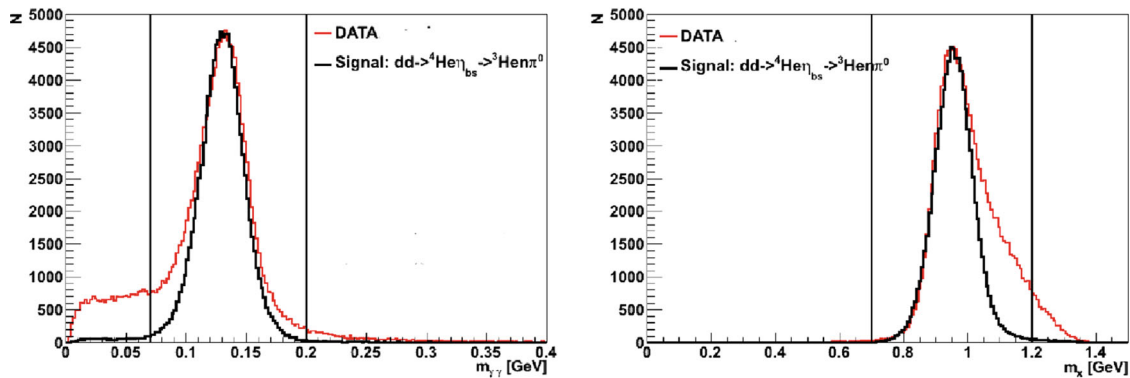 N
5000
4500
4000
3500
3000
2500
2000
1500
1000
500
0
DATA
Signal: dd->⁴Heη_bs->³Henπ⁰
0 0.05 0.1 0.15 0.2 0.25 0.3 0.35 0.4
m_γγ [GeV]
N
5000
4500
4000
3500
3000
2500
2000
1500
1000
500
0
DATA
Signal: dd->⁴Heη_bs->³Henπ⁰
0 0.2 0.4 0.6 0.8 1 1.2 1.4
m_x [GeV]